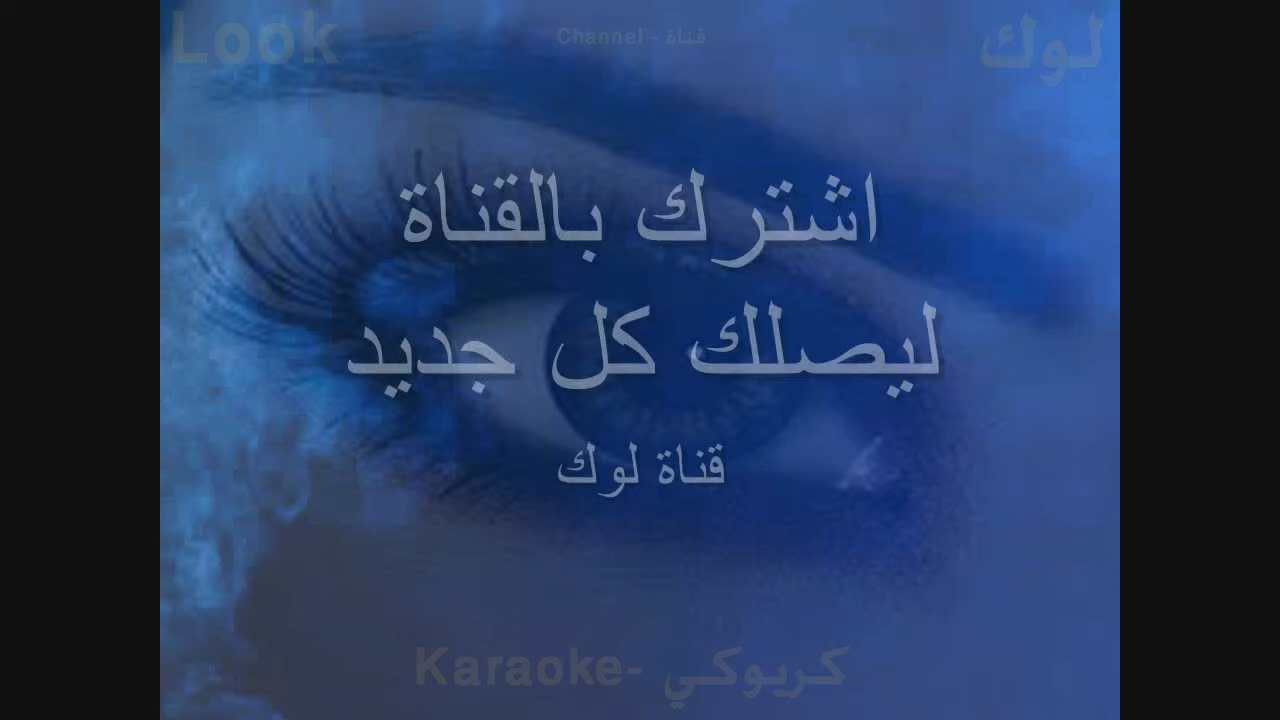 Look
Channel - قناة
لوك
اشترك بالقناة
ليصلك كل جديد
قناة لوك
Karaoke- كريوكي